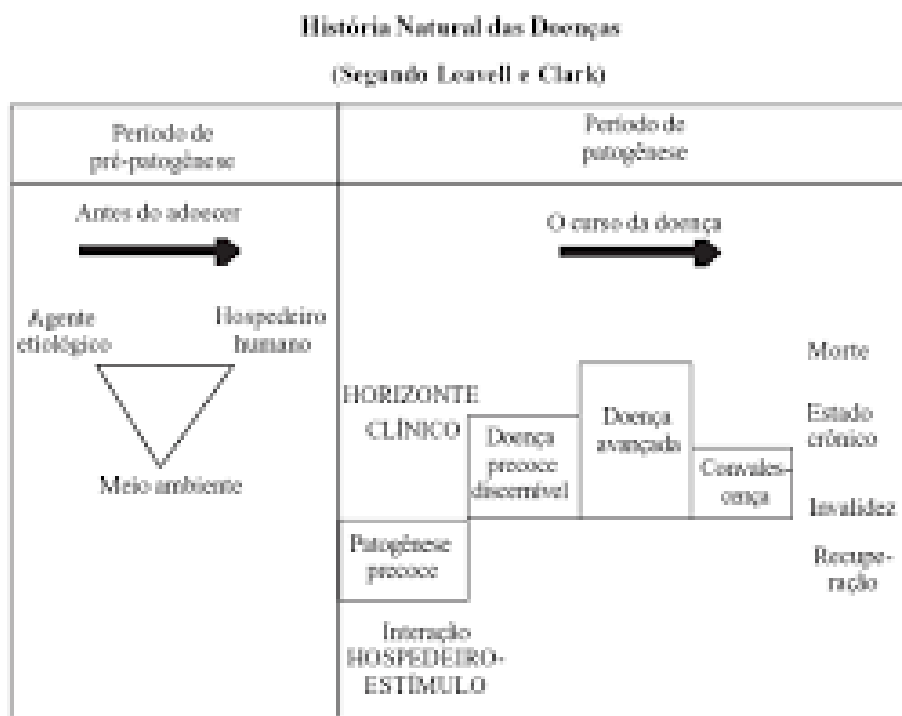 História Natural das Doenças
(Segundo Leavell e Clark)
Período de
pré-patogênese
Período de
patogênese
Antes do adoecer
O curso da doença
Agente
etiológico
Hospedeiro
humano
Meio ambiente
HORIZONTE
CLÍNICO
Patogênese
precoce
Interação
HOSPEDEIRO-
ESTÍMULO
Doença
precoce
discernível
Doença
avançada
Convales-
cença
Morte
Estado
crônico
Invalidez
Recupe-
ração